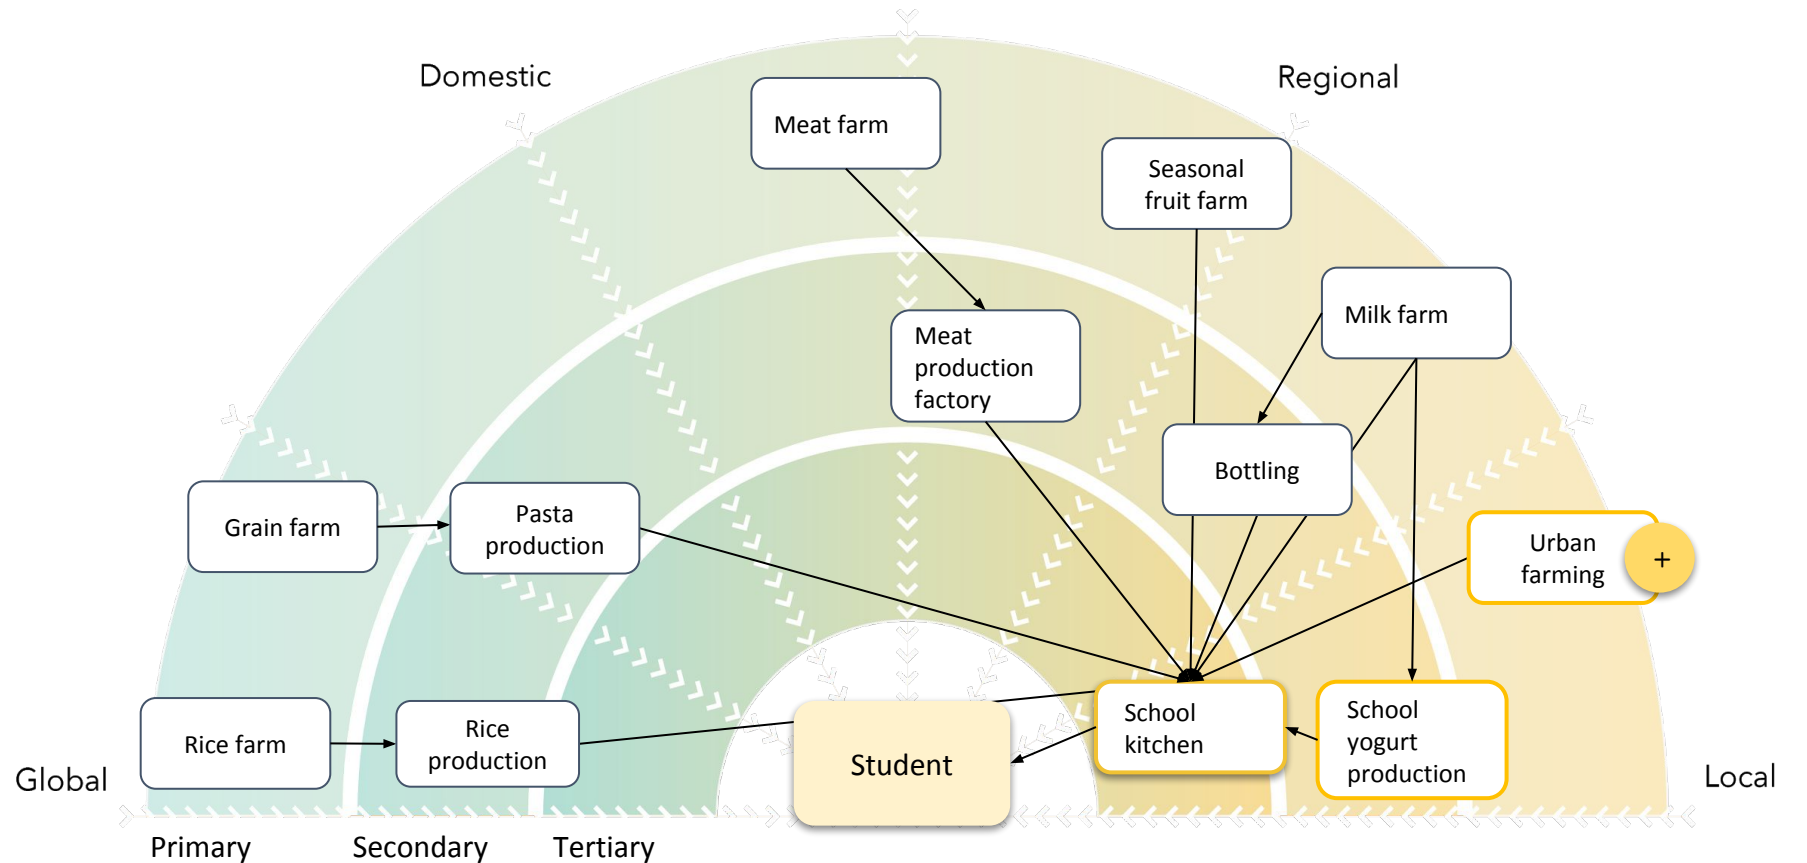 Domestic
Regional
Meat farm
Seasonal
fruit farm
Milk farm
Meat
production
factory
Bottling
Grain farm
Pasta
production
Urban
farming
+
Rice farm
Rice
production
Student
School
kitchen
School
yogurt
production
Global
Local
Primary
Secondary
Tertiary